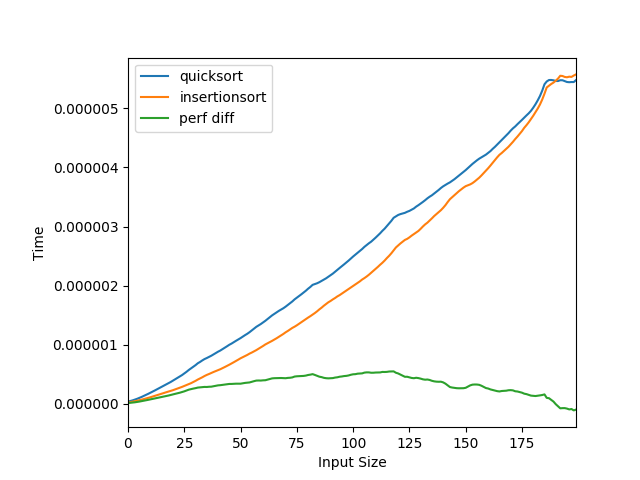 quicksort
insertionsort
perf diff
0.000005
0.000004
0.000003
0.000002
0.000001
0.000000
Time
0 25 50 75 100 125 150 175
Input Size